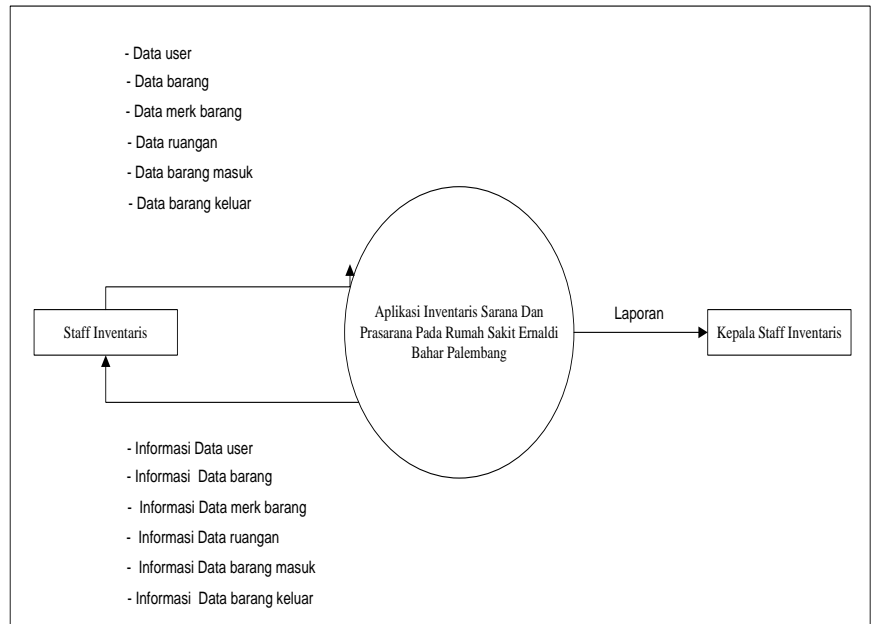 - Data user
- Data barang
- Data merk barang
- Data ruangan
- Data barang masuk
- Data barang keluar
Staff Inventaris
Aplikasi Inventaris Sarana Dan
Prasarana Pada Rumah Sakit Ernaldi
Bahar Palembang
Laporan
Kepala Staff Inventaris
- Informasi Data user
- Informasi Data barang
- Informasi Data merk barang
- Informasi Data ruangan
- Informasi Data barang masuk
- Informasi Data barang keluar